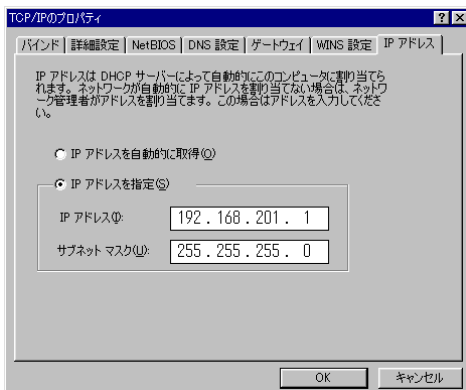 TCP/IPのプロパティ
バインド 詳細設定 NetBIOS DNS 設定 ゲートウェイ WINS 設定 IP アドレス
IP アドレスは DHCP サーバーによって自動的にこのコンピュータに割り当てら
れます。ネットワークが自動的に IP アドレスを割り当てない場合は、ネットワ
ーク管理者がアドレスを割り当てます。この場合はアドレスを入力してくださ
い。
IP アドレスを自動的に取得(O)
IP アドレスを指定(S)
IP アドレス(I): 192.168.201. 1
サブネット マスク(U): 255.255.255. 0
OK キャンセル